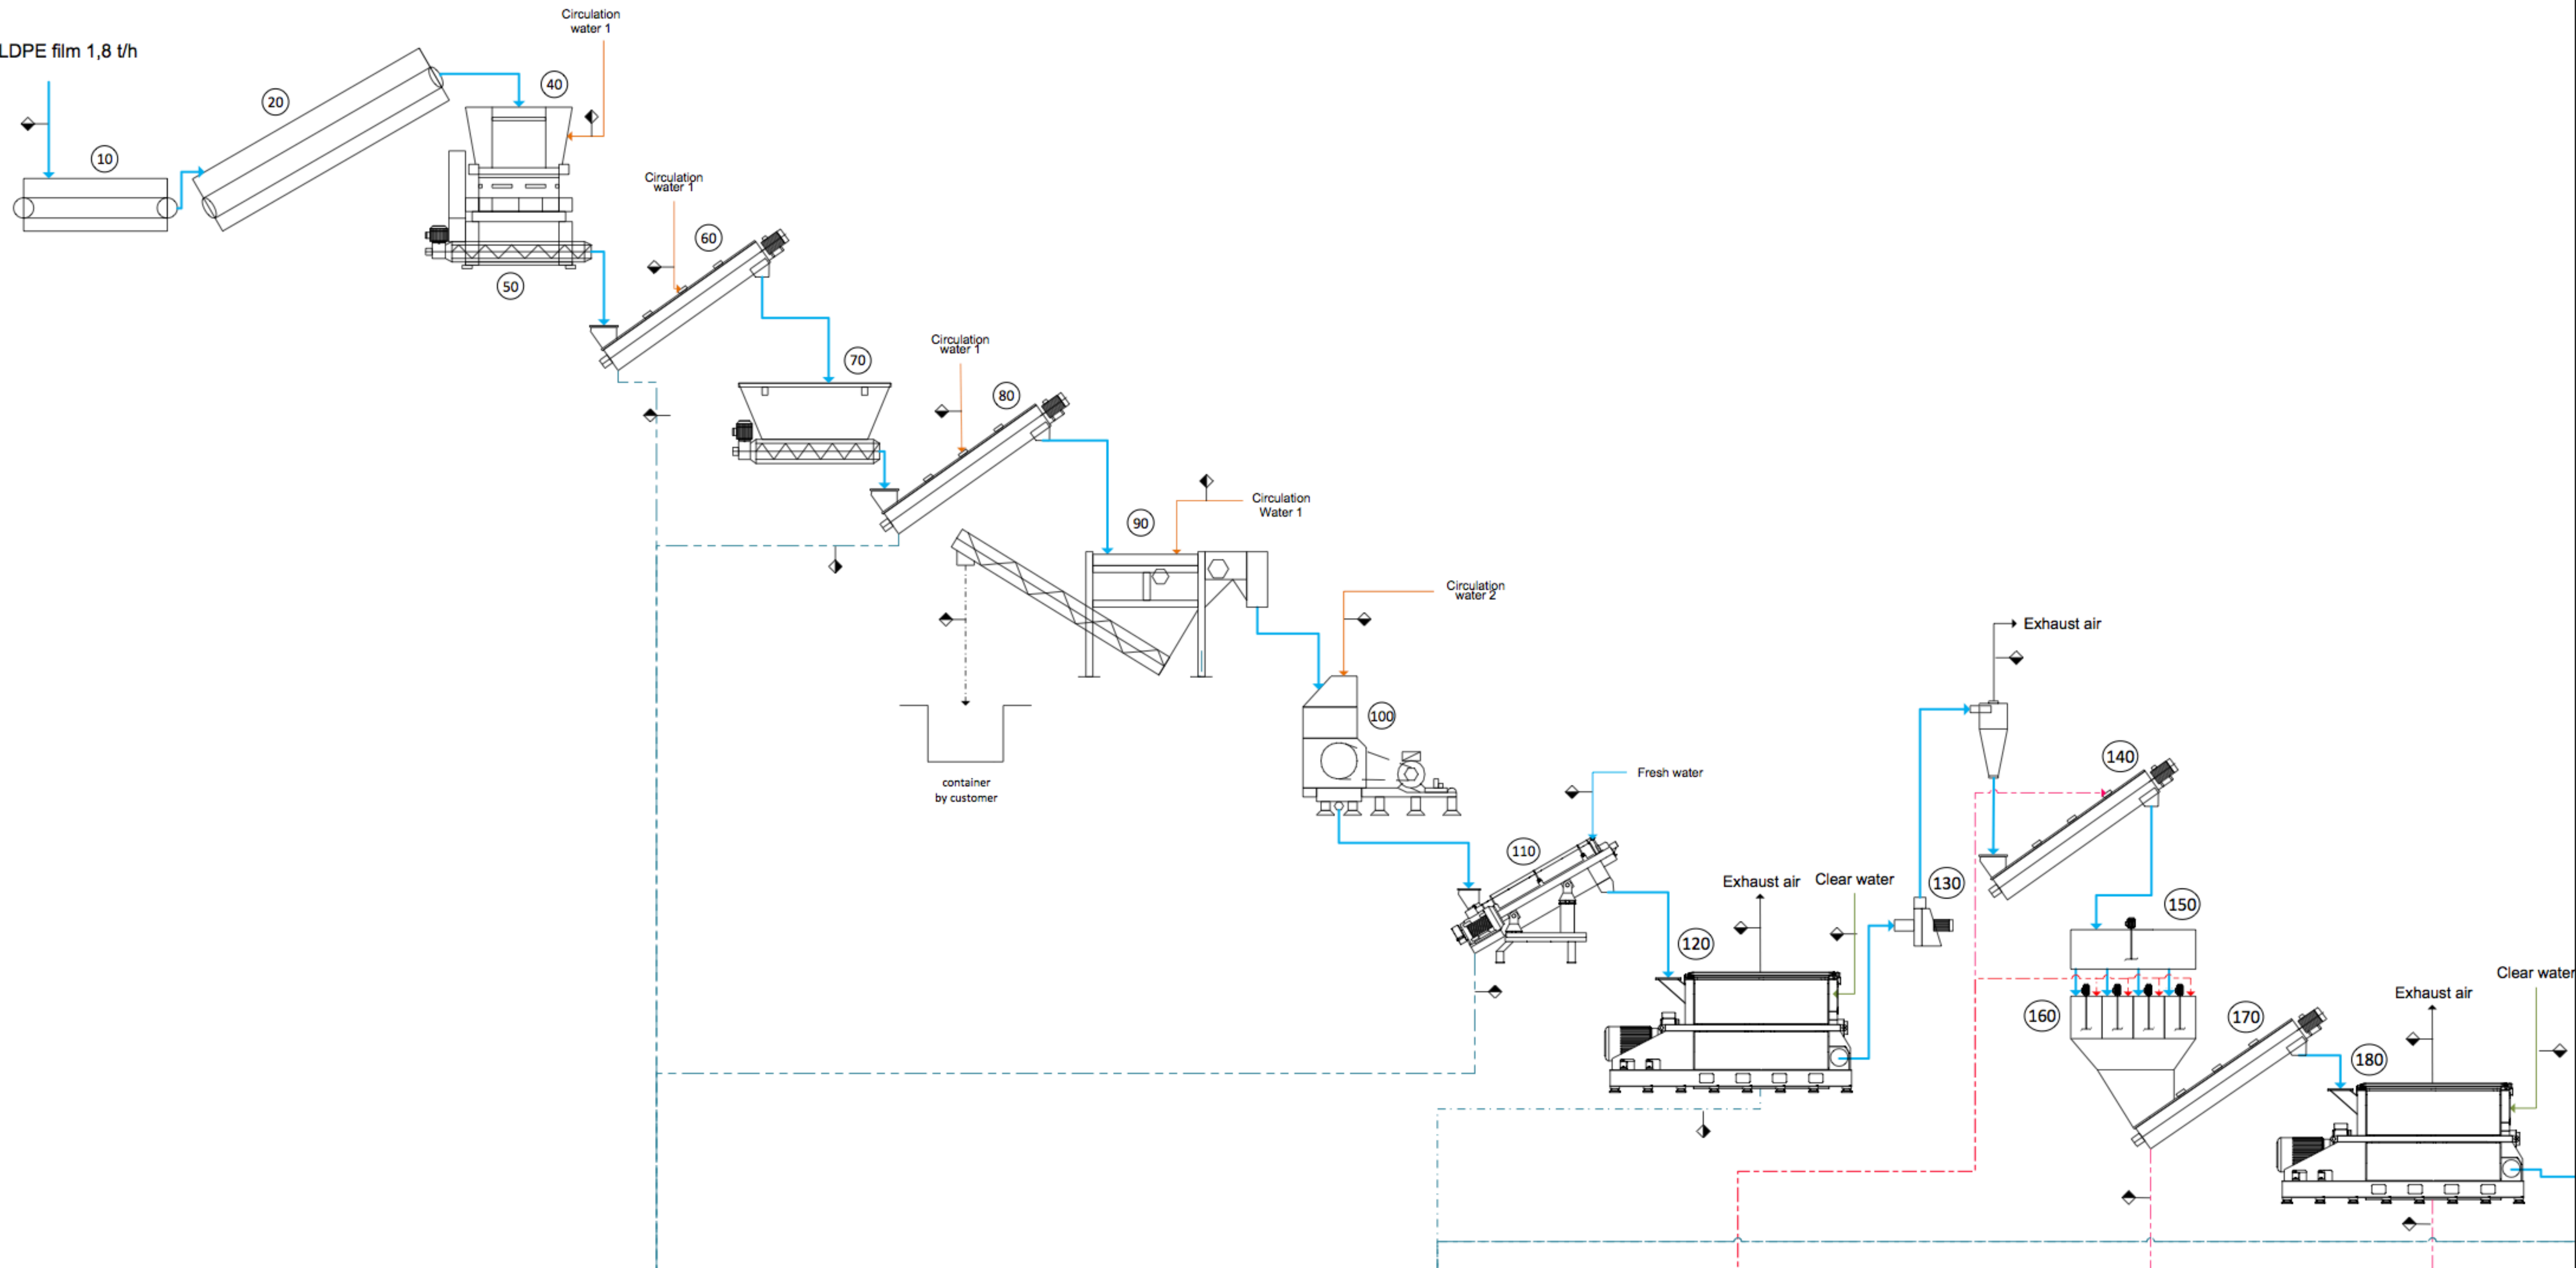 Circulation
water 1
LDPE film 1,8 t/h
40
20
10
Circulation
water 1
60
50
Circulation
water 1
70
80
Circulation
Water 1
90
Circulation
water 2
Exhaust air
100
140
Fresh water
container
by customer
110
Exhaust air
Clear water
130
150
120
Clear water
Exhaust air
160
170
180